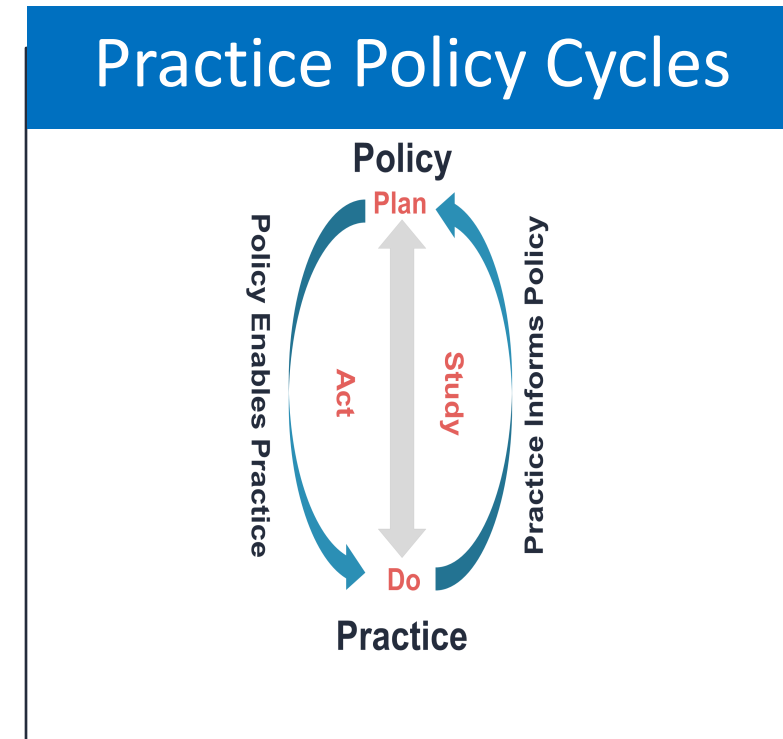 Practice Policy Cycles
Policy
Plan
Policy Enables Practice
Act
Study
Practice Informs Policy
Do
Practice